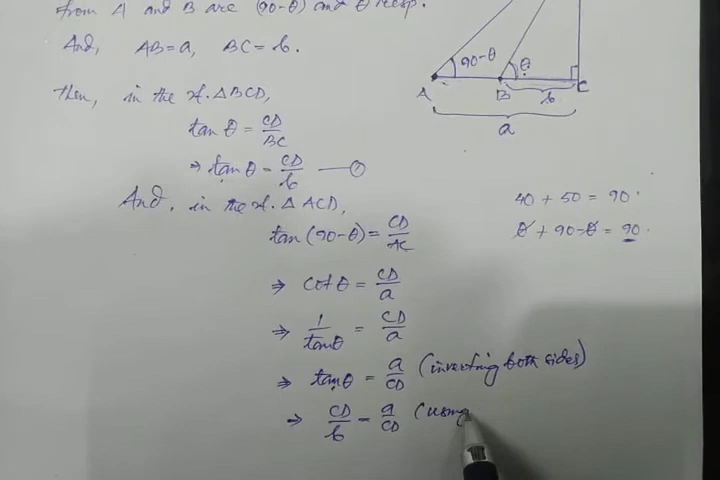 from A and B are (90-θ) and θ resp.
And, AB=a, BC=b.
then, in the rt. △BCD,
tan θ = CD/BC
⇒ tan θ = CD/b —①
And, in the rt. △ ACD,
tan (90-θ) = CD/AC
⇒ cot θ = CD/a
⇒ 1/tanθ = CD/a
⇒ tanθ = a/CD (inverting both sides)
⇒ CD/b = a/CD (using
90-θ
θ
A
B
C
b
a
40 + 50 = 90
θ + 90-θ = 90